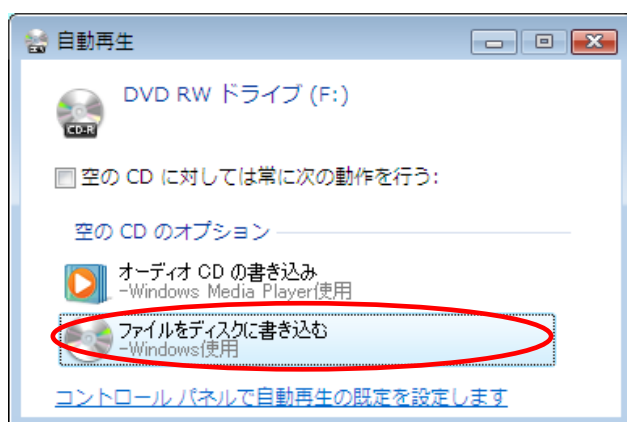 自動再生
DVD RW ドライブ (F:)
CD-R
空の CD に対しては常に次の動作を行う:
空の CD のオプション
オーディオ CD の書き込み
-Windows Media Player使用
ファイルをディスクに書き込む
-Windows使用
コントロール パネルで自動再生の既定を設定します